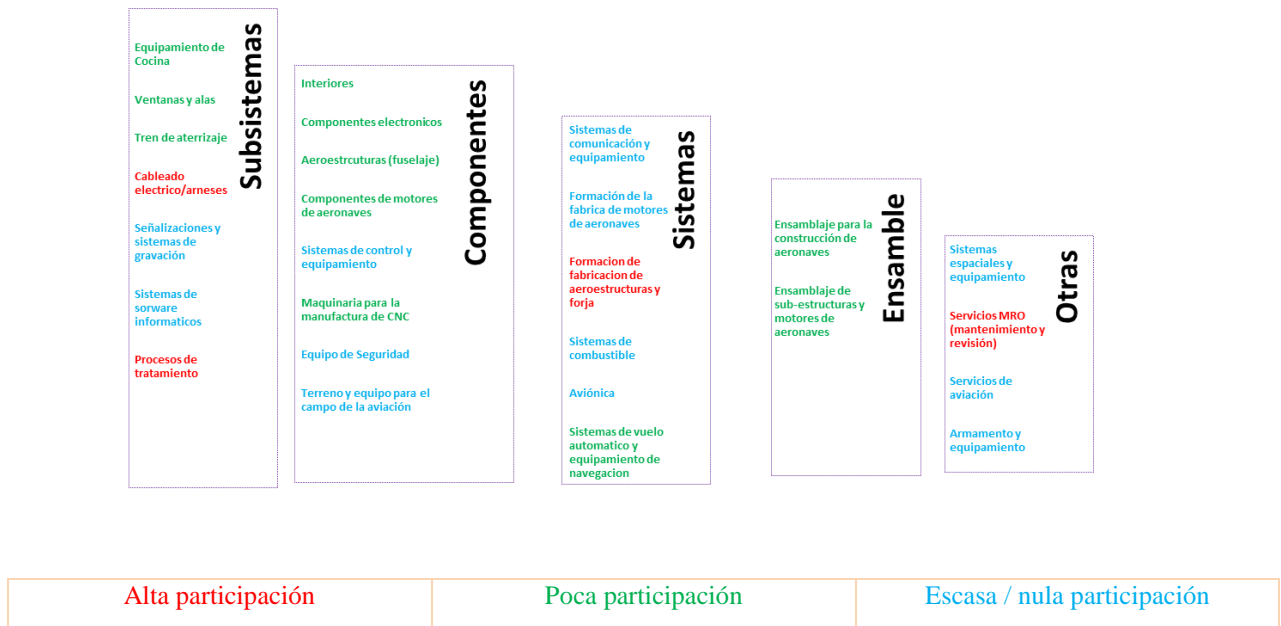 Subsistemas
Equipamiento de
Cocina
Ventanas y alas
Tren de aterrizaje
Cableado
electrico/arneses
Señalizaciones y
sistemas de
gravación
Sistemas de
sorware
informaticos
Procesos de
tratamiento
Componentes
Interiores
Componentes electronicos
Aeroestrcuturas (fuselaje)
Componentes de motores
de aeronaves
Sistemas de control y
equipamiento
Maquinaria para la
manufactura de CNC
Equipo de Seguridad
Terreno y equipo para el
campo de la aviación
Sistemas
Sistemas de
comunicación y
equipamiento
Formación de la
fabrica de motores
de aeronaves
Formacion de
fabricacion de
aeroestructuras y
forja
Sistemas de
combustible
Aviónica
Sistemas de vuelo
automatico y
equipamiento de
navegacion
Ensamble
Ensamblaje para la
construcción de
aeronaves
Ensamblaje de
sub-estructuras y
motores de
aeronaves
Otras
Sistemas
espaciales y
equipamiento
Servicios MRO
(mantenimiento y
revisión)
Servicios de
aviación
Armamento y
equipamiento
Alta participación
Poca participación
Escasa / nula participación